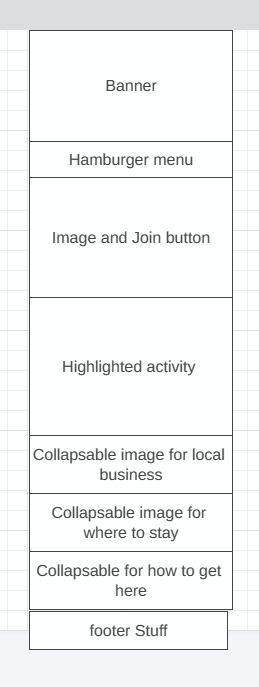 Banner
Hamburger menu
Image and Join button
Highlighted activity
Collapsable image for local
business
Collapsable image for
where to stay
Collapsable for how to get
here
footer Stuff